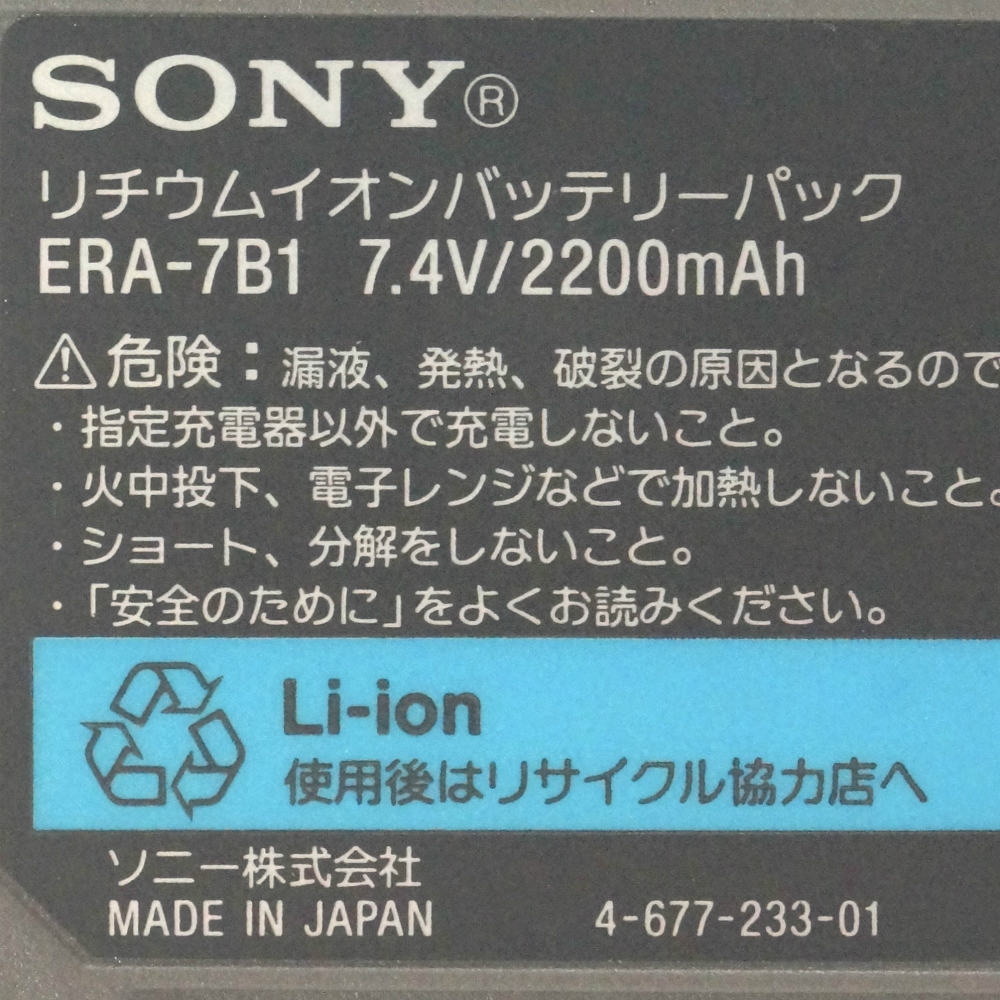 SONY®
リチウムイオンバッテリーパック
ERA-7B1 7.4V/2200mAh
⚠危険：漏液、発熱、破裂の原因となるので
・指定充電器以外で充電しないこと。
・火中投下、電子レンジなどで加熱しないこと。
・ショート、分解をしないこと。
・「安全のために」をよくお読みください。
Li-ion
使用後はリサイクル協力店へ
ソニー株式会社
MADE IN JAPAN 4-677-233-01